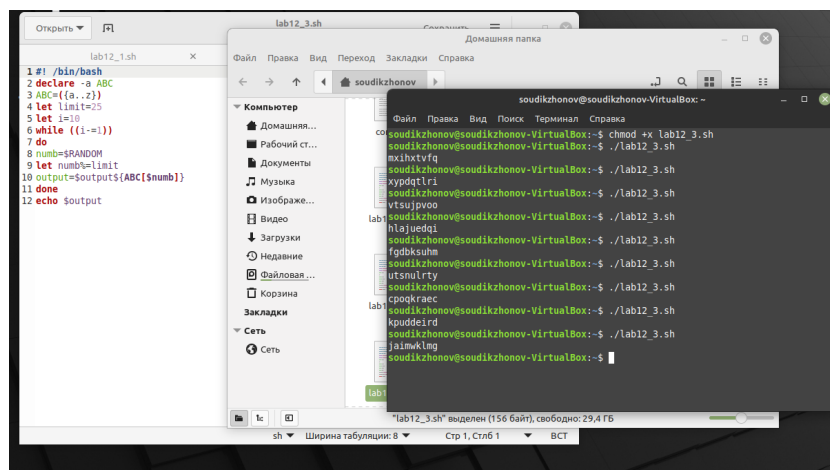 Открыть
lab12_3.sh
Сохранить
lab12_1.sh
1 #! /bin/bash
2 declare -a ABC
3 ABC=({a..z})
4 let limit=25
5 let i=10
6 while ((i-=1))
7 do
8 numb=$RANDOM
9 let numb%=limit
10 output=$output${ABC[$numb]}
11 done
12 echo $output
sh
Ширина табуляции: 8
Стр 1, Стлб 1
ВСТ
Домашняя папка
Файл Правка Вид Переход Закладки Справка
soudikzhonov
Компьютер
Домашняя…
Рабочий ст…
Документы
Музыка
Изображе…
Видео
Загрузки
Недавние
Файловая …
Корзина
Закладки
Сеть
Сеть
"lab12_3.sh" выделен (156 байт), свободно: 29,4 ГБ
soudikzhonov@soudikzhonov-VirtualBox: ~
Файл Правка Вид Поиск Терминал Справка
soudikzhonov@soudikzhonov-VirtualBox:~$ chmod +x lab12_3.sh
soudikzhonov@soudikzhonov-VirtualBox:~$ ./lab12_3.sh
mxihxtvfq
soudikzhonov@soudikzhonov-VirtualBox:~$ ./lab12_3.sh
xypdqtlri
soudikzhonov@soudikzhonov-VirtualBox:~$ ./lab12_3.sh
vtsujpvoo
soudikzhonov@soudikzhonov-VirtualBox:~$ ./lab12_3.sh
hlajuedqi
soudikzhonov@soudikzhonov-VirtualBox:~$ ./lab12_3.sh
fgdbksuhm
soudikzhonov@soudikzhonov-VirtualBox:~$ ./lab12_3.sh
utsnulrty
soudikzhonov@soudikzhonov-VirtualBox:~$ ./lab12_3.sh
cpoqkraec
soudikzhonov@soudikzhonov-VirtualBox:~$ ./lab12_3.sh
kpuddeird
soudikzhonov@soudikzhonov-VirtualBox:~$ ./lab12_3.sh
jaimwklmg
soudikzhonov@soudikzhonov-VirtualBox:~$